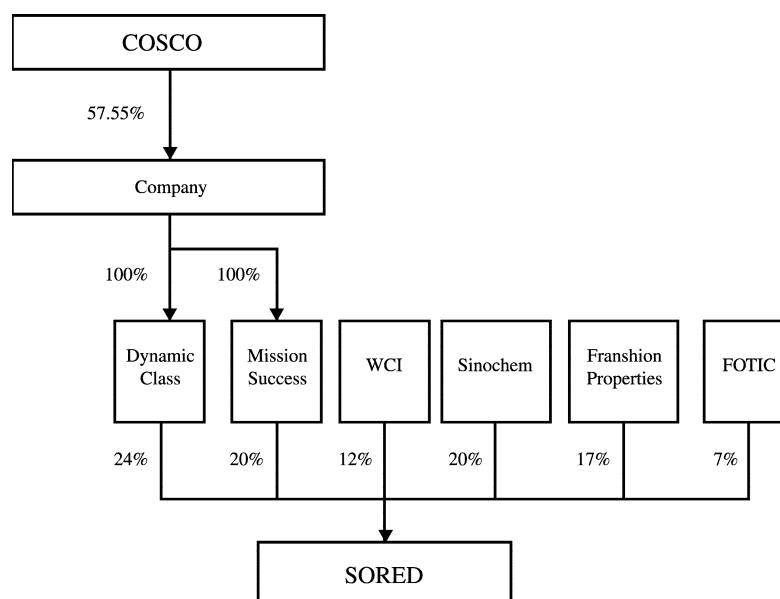 COSCO
57.55%
Company
100%
100%
Dynamic
Class
Mission
Success
WCI
Sinochem
Franshion
Properties
FOTIC
24%
20%
12%
20%
17%
7%
SORED